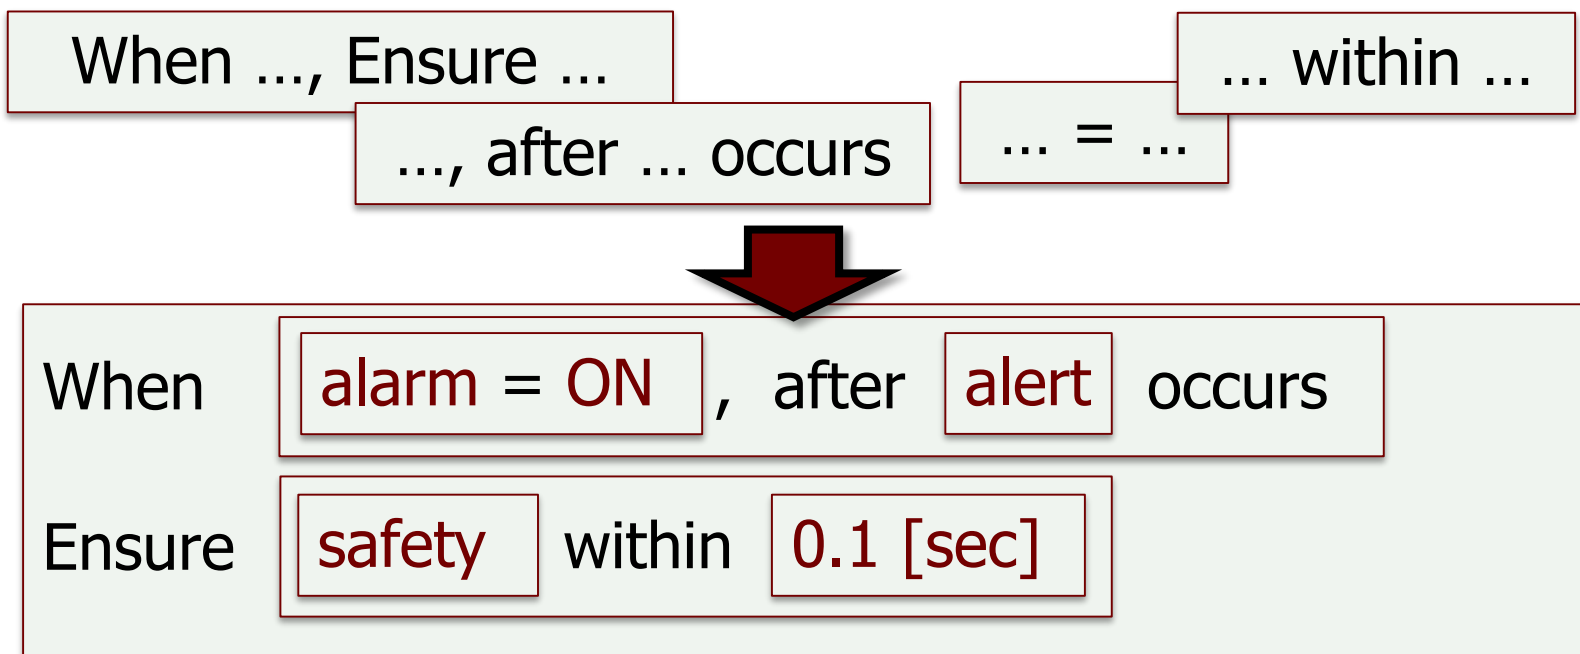 When ..., Ensure ...
... within ...
..., after ... occurs
... = ...
When alarm = ON , after alert occurs
Ensure safety within 0.1 [sec]